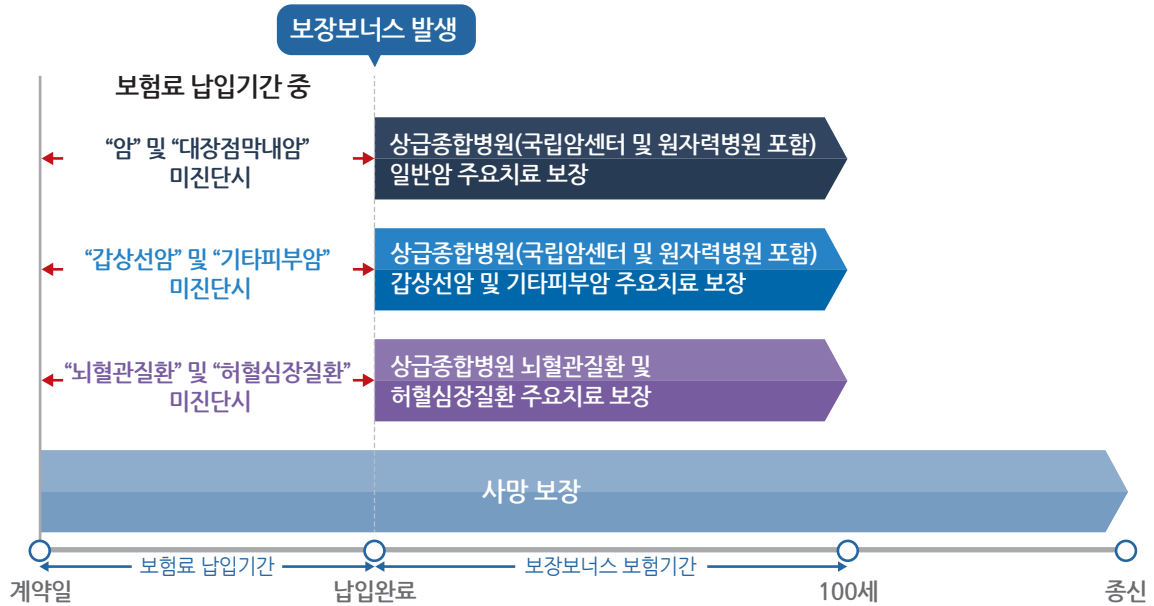 보장보너스 발생
보험료 납입기간 중
“암” 및 “대장점막내암”
미진단시
상급종합병원(국립암센터 및 원자력병원 포함)
일반암 주요치료 보장
“갑상선암” 및 “기타피부암”
미진단시
상급종합병원(국립암센터 및 원자력병원 포함)
갑상선암 및 기타피부암 주요치료 보장
“뇌혈관질환” 및 “허혈심장질환”
미진단시
상급종합병원 뇌혈관질환 및
허혈심장질환 주요치료 보장
사망 보장
보험료 납입기간
보장보너스 보험기간
계약일
납입완료
100세
종신